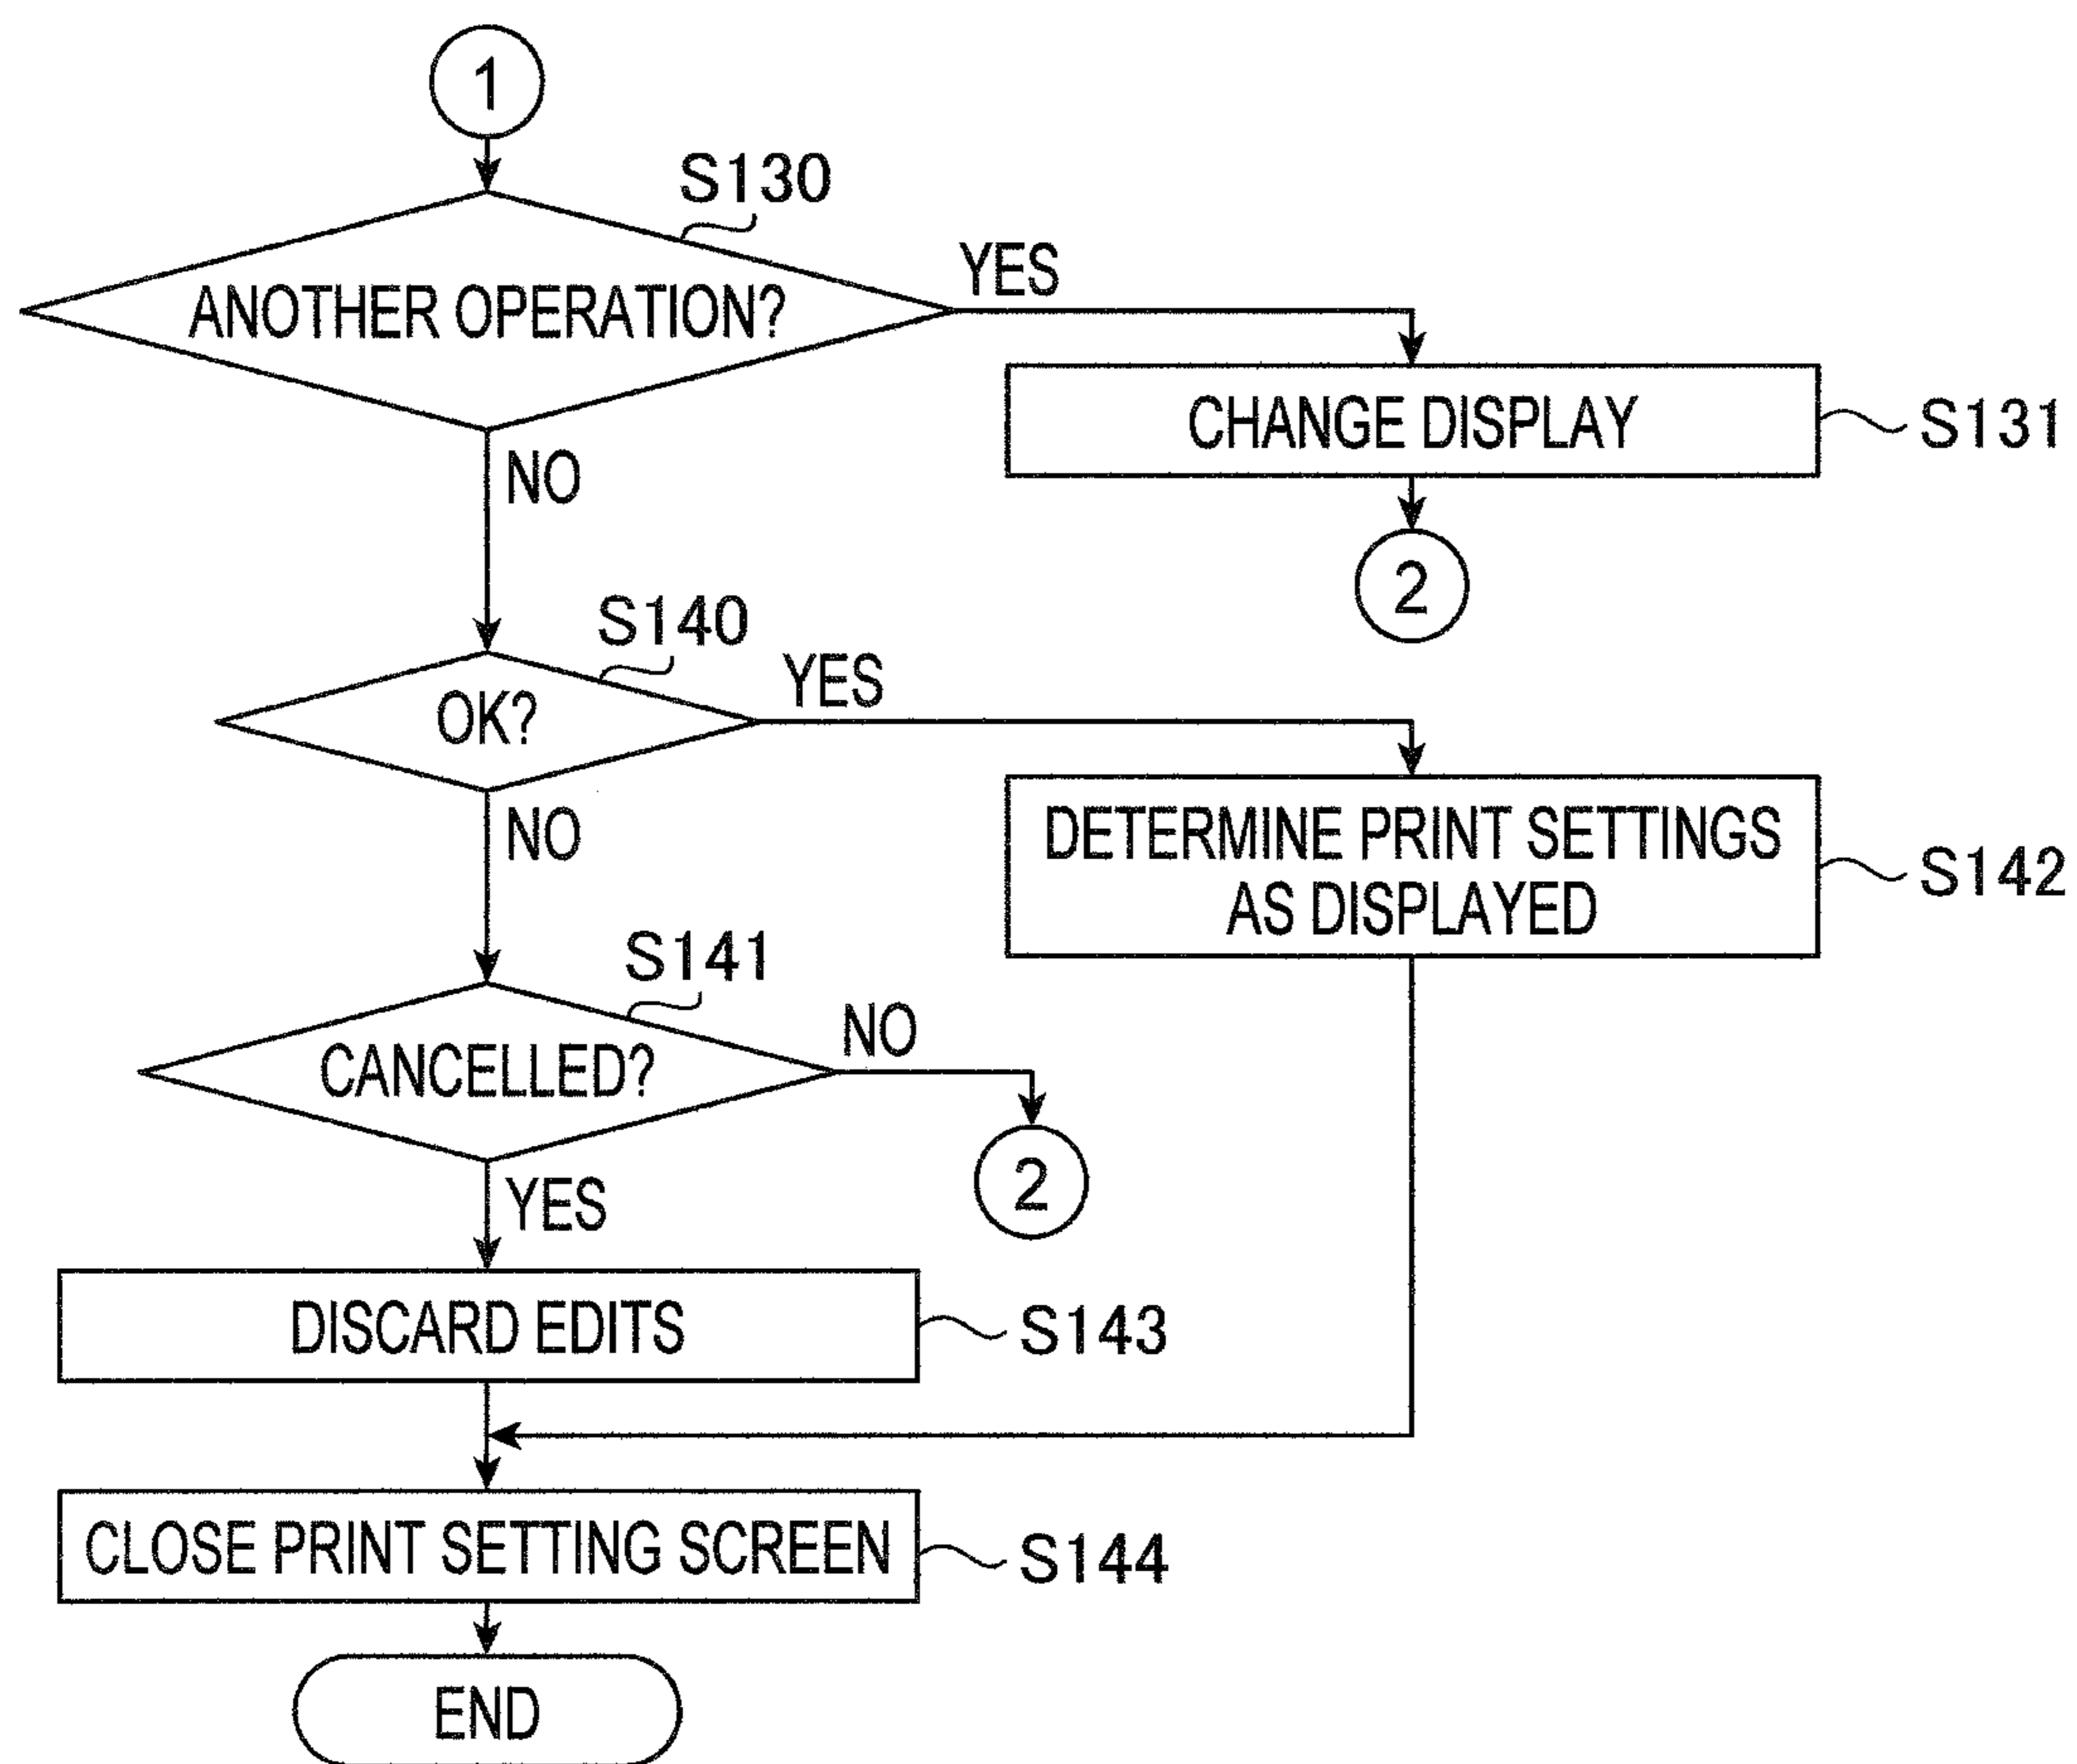 1
S130
ANOTHER OPERATION?
YES
CHANGE DISPLAY
S131
NO
2
S140
OK?
YES
NO
DETERMINE PRINT SETTINGS
AS DISPLAYED
S142
S141
CANCELLED?
NO
2
YES
DISCARD EDITS
S143
CLOSE PRINT SETTING SCREEN
S144
END